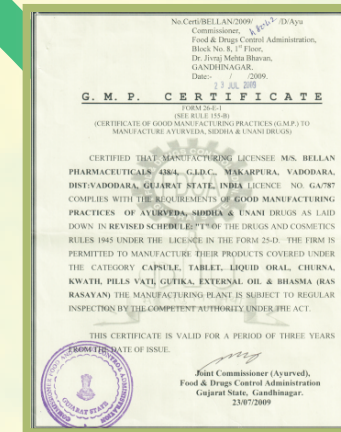 No.Certi/BELLAN/2009/ /D/Ayu
Commissioner,
Food & Drugs Control Administration,
Block No. 8, 1st Floor,
Dr. Jivraj Mehta Bhavan,
GANDHINAGAR.
Date:- / /2009.
23 JUL 2009
G. M. P. CERTIFICATE
FORM 26-E-1
(SEE RULE 155-B)
(CERTIFICATE OF GOOD MANUFACTURING PRACTICES (G.M.P.) TO
MANUFACTURE AYURVEDA, SIDDHA & UNANI DRUGS)
CERTIFIED THAT MANUFACTURING LICENSEE M/S. BELLAN
PHARMACEUTICALS 438/4, G.I.D.C., MAKARPURA, VADODARA,
DIST:VADODARA, GUJARAT STATE, INDIA LICENCE NO. GA/787
COMPLIES WITH THE REQUIREMENTS OF GOOD MANUFACTURING
PRACTICES OF AYURVEDA, SIDDHA & UNANI DRUGS AS LAID
DOWN IN REVISED SCHEDULE: "T" OF THE DRUGS AND COSMETICS
RULES 1945 UNDER THE LICENCE IN THE FORM 25-D. THE FIRM IS
PERMITTED TO MANUFACTURE THEIR PRODUCTS COVERED UNDER
THE CATEGORY CAPSULE, TABLET, LIQUID ORAL, CHURNA,
KWATH, PILLS VATI, GUTIKA, EXTERNAL OIL & BHASMA (RAS
RASAYAN) THE MANUFACTURING PLANT IS SUBJECT TO REGULAR
INSPECTION BY THE COMPETENT AUTHORITY UNDER THE ACT.
THIS CERTIFICATE IS VALID FOR A PERIOD OF THREE YEARS
FROM THE DATE OF ISSUE.
Joint Commissioner (Ayurved),
Food & Drugs Control Administration
Gujarat State, Gandhinagar.
23/07/2009
GUJARAT STATE